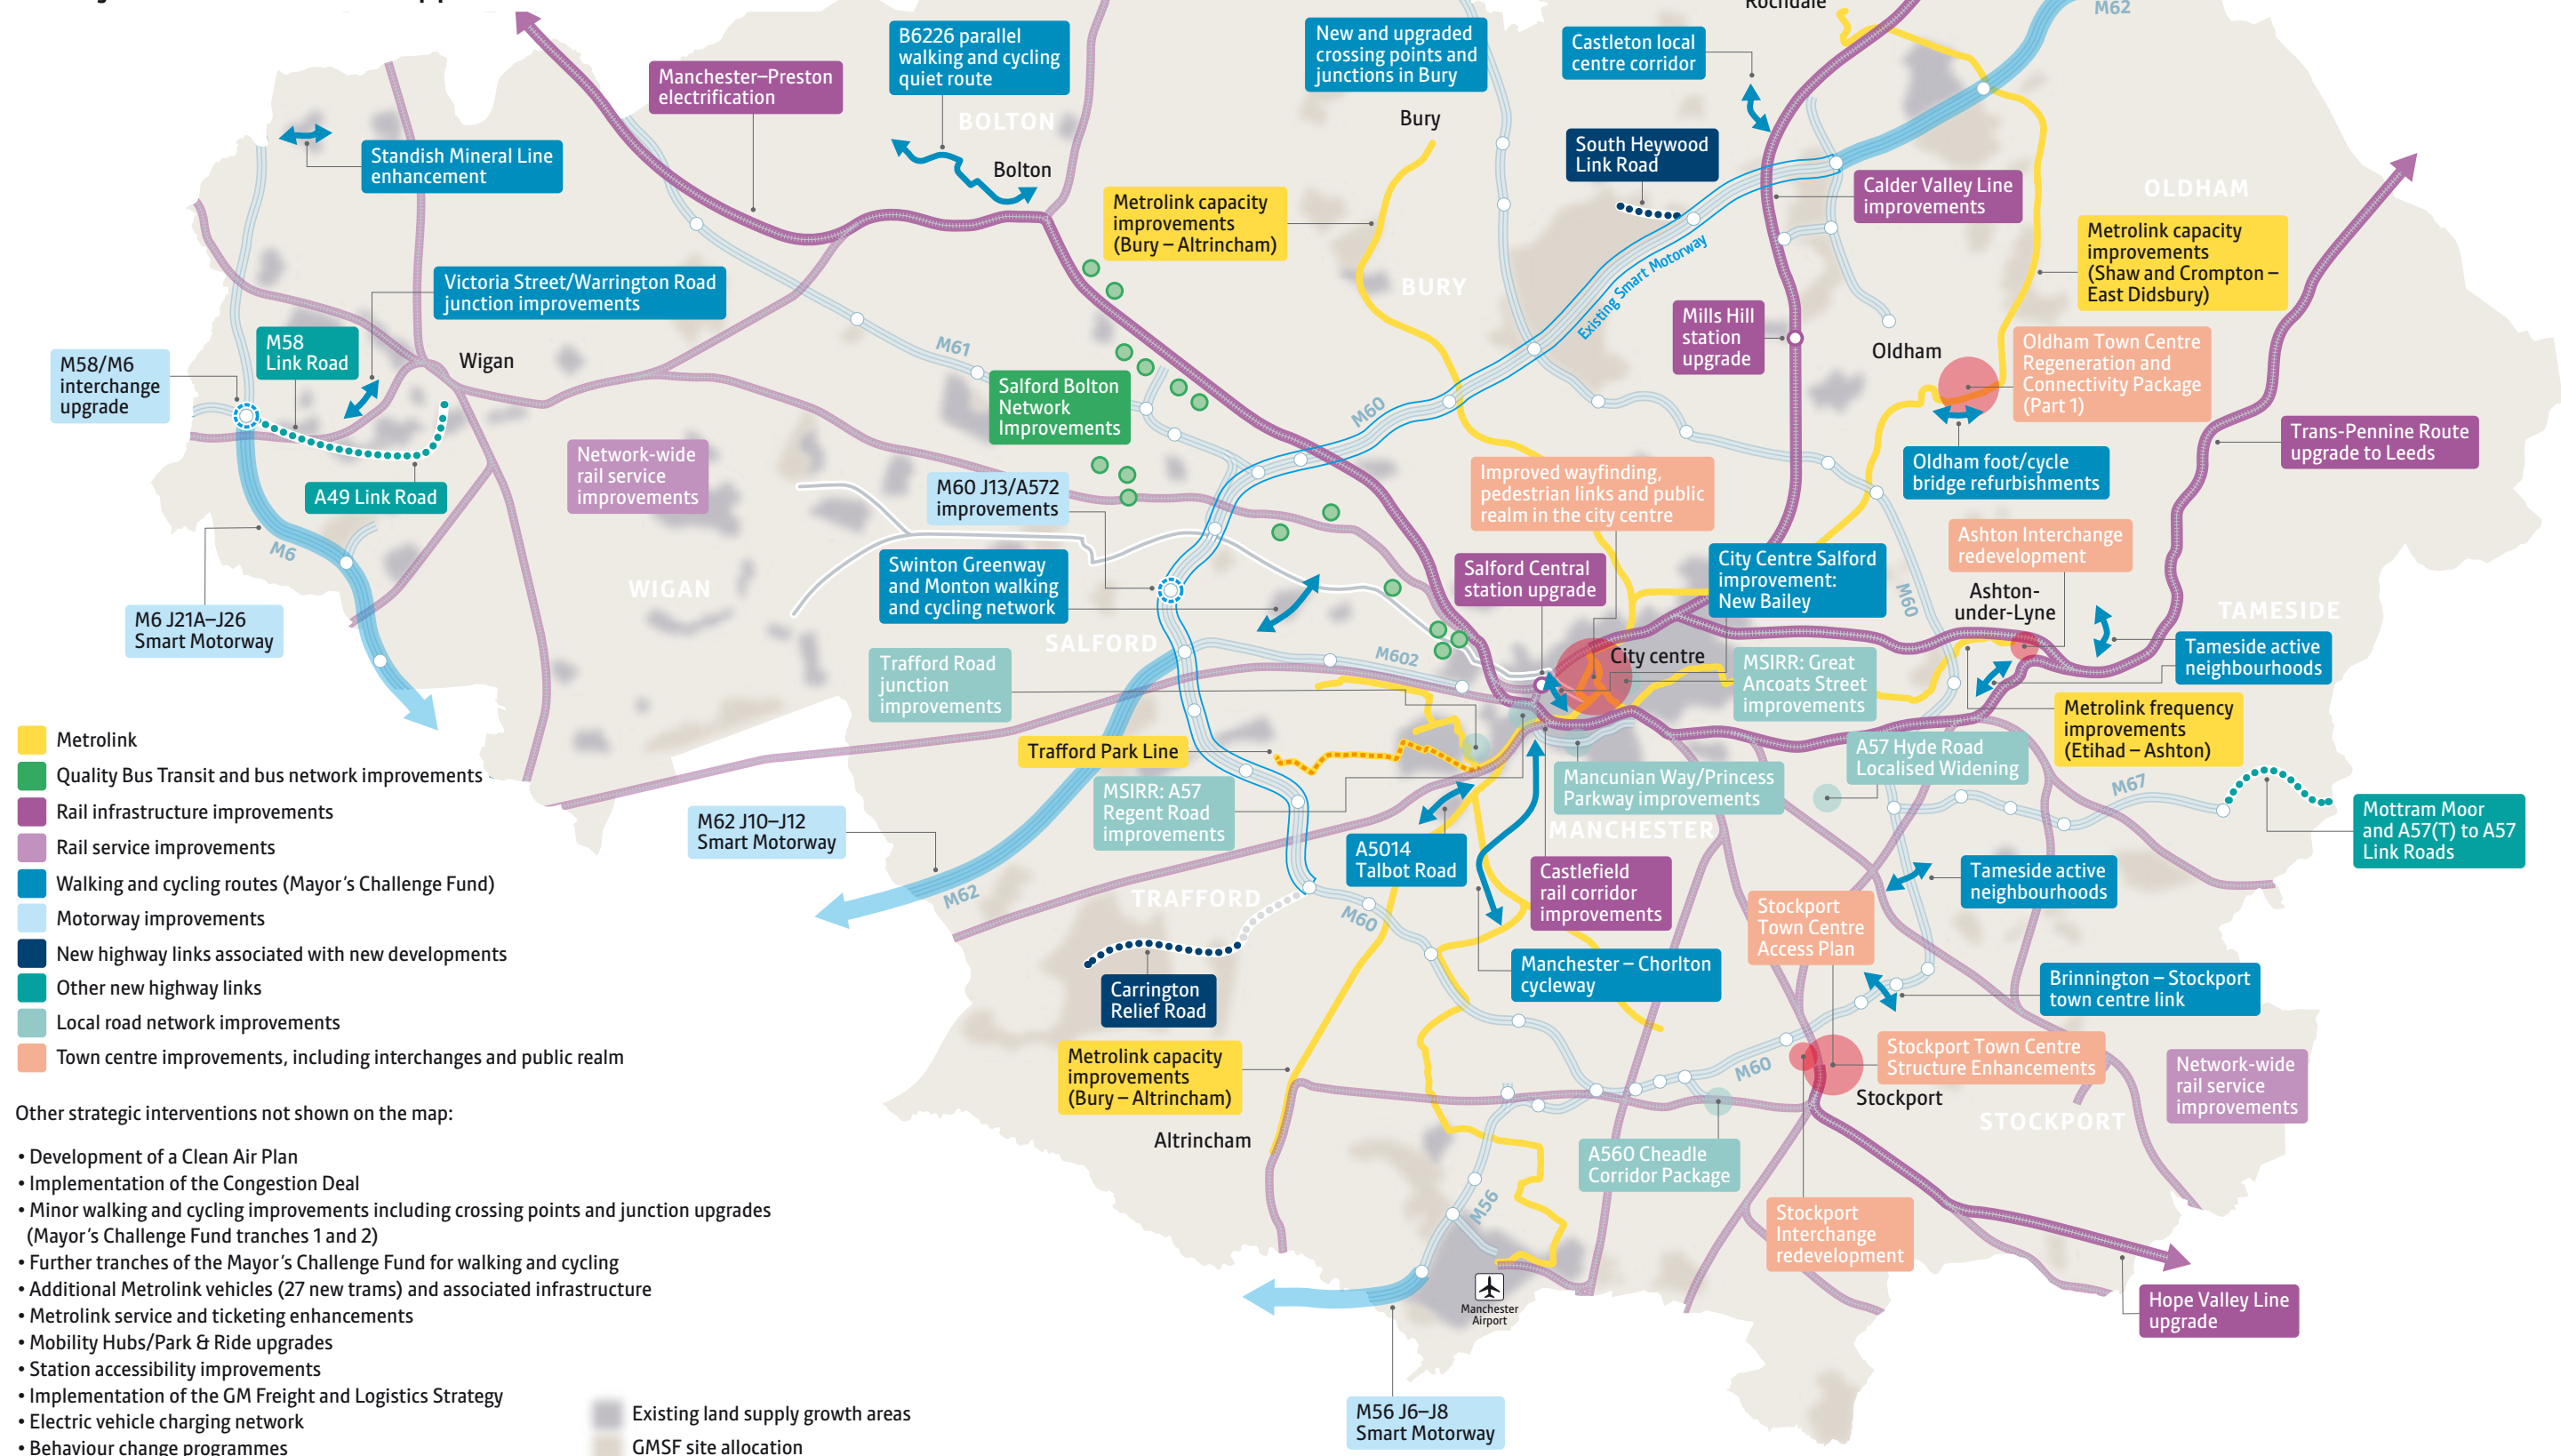 Rochdale
M62
B6226 parallel
walking and cycling
quiet route
New and upgraded
crossing points and
junctions in Bury
Castleton local
centre corridor
Manchester–Preston
electrification
BOLTON
Bury
Standish Mineral Line
enhancement
Bolton
South Heywood
Link Road
Calder Valley Line
improvements
OLDHAM
Metrolink capacity
improvements
(Bury – Altrincham)
Metrolink capacity
improvements
(Shaw and Crompton –
East Didsbury)
Existing Smart Motorway
Victoria Street/Warrington Road
junction improvements
BURY
Mills Hill
station
upgrade
M58
Link Road
M61
Wigan
Oldham
Oldham Town Centre
Regeneration and
Connectivity Package
(Part 1)
M58/M6
interchange
upgrade
Salford Bolton
Network
Improvements
M60
Trans-Pennine Route
upgrade to Leeds
Network-wide
rail service
improvements
A49 Link Road
M60 J13/A572
improvements
Improved wayfinding,
pedestrian links and public
realm in the city centre
Oldham foot/cycle
bridge refurbishments
M6
Ashton Interchange
redevelopment
Swinton Greenway
and Monton walking
and cycling network
Salford Central
station upgrade
City Centre Salford
improvement:
New Bailey
M60
Ashton-
under-Lyne
WIGAN
TAMESIDE
M6 J21A–J26
Smart Motorway
SALFORD
M602
City centre
Tameside active
neighbourhoods
Trafford Road
junction
improvements
MSIRR: Great
Ancoats Street
improvements
Metrolink frequency
improvements
(Etihad – Ashton)
Trafford Park Line
A57 Hyde Road
Localised Widening
Mancunian Way/Princess
Parkway improvements
MSIRR: A57
Regent Road
improvements
M67
Mottram Moor
and A57(T) to A57
Link Roads
M62 J10–J12
Smart Motorway
MANCHESTER
A5014
Talbot Road
Castlefield
rail corridor
improvements
Tameside active
neighbourhoods
M62
TRAFFORD
M60
Stockport
Town Centre
Access Plan
Manchester – Chorlton
cycleway
Brinnington – Stockport
town centre link
Carrington
Relief Road
Metrolink capacity
improvements
(Bury – Altrincham)
M60
Stockport Town Centre
Structure Enhancements
Network-wide
rail service
improvements
Stockport
STOCKPORT
Altrincham
A560 Cheadle
Corridor Package
M56
Stockport
Interchange
redevelopment
Manchester
Airport
Hope Valley Line
upgrade
M56 J6–J8
Smart Motorway
Metrolink
Quality Bus Transit and bus network improvements
Rail infrastructure improvements
Rail service improvements
Walking and cycling routes (Mayor's Challenge Fund)
Motorway improvements
New highway links associated with new developments
Other new highway links
Local road network improvements
Town centre improvements, including interchanges and public realm
Other strategic interventions not shown on the map:
• Development of a Clean Air Plan
• Implementation of the Congestion Deal
• Minor walking and cycling improvements including crossing points and junction upgrades
(Mayor's Challenge Fund tranches 1 and 2)
• Further tranches of the Mayor's Challenge Fund for walking and cycling
• Additional Metrolink vehicles (27 new trams) and associated infrastructure
• Metrolink service and ticketing enhancements
• Mobility Hubs/Park & Ride upgrades
• Station accessibility improvements
• Implementation of the GM Freight and Logistics Strategy
• Electric vehicle charging network
• Behaviour change programmes
Existing land supply growth areas
GMSF site allocation